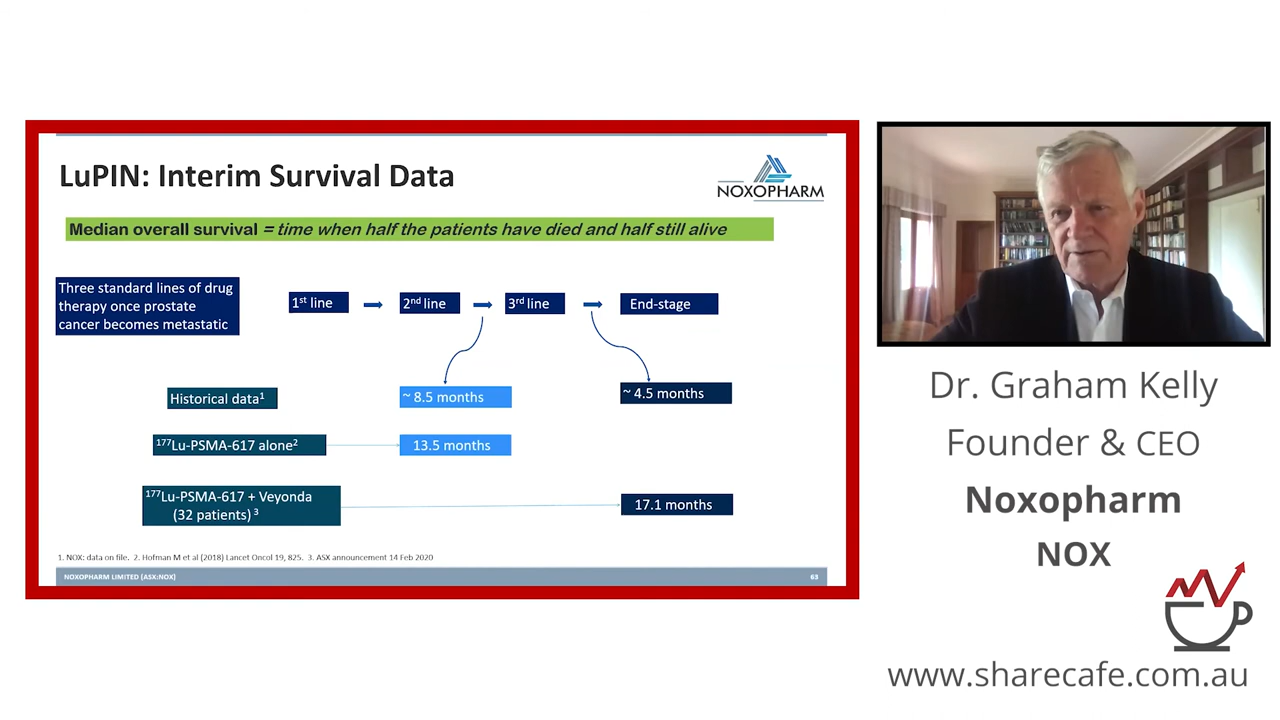 LuPIN: Interim Survival Data
NOXOPHARM
Median overall survival = time when half the patients have died and half still alive
Three standard lines of drug
therapy once prostate
cancer becomes metastatic
1st line
2nd line
3rd line
End-stage
Historical data1
~ 8.5 months
~ 4.5 months
177Lu-PSMA-617 alone2
13.5 months
177Lu-PSMA-617 + Veyonda
(32 patients) 3
17.1 months
1. NOX: data on file. 2. Hofman M et al (2018) Lancet Oncol 19, 825. 3. ASX announcement 14 Feb 2020
NOXOPHARM LIMITED (ASX:NOX)
63
Dr. Graham Kelly
Founder & CEO
Noxopharm
NOX
www.sharecafe.com.au